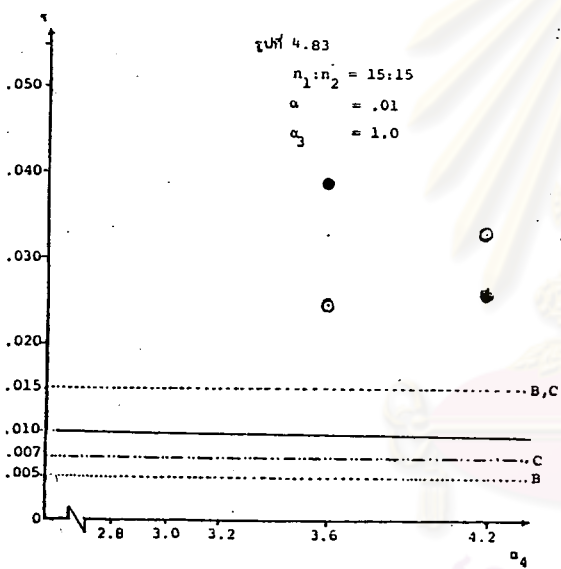 τ
รูปที่ 4.83
n1:n2 = 15:15
α = .01
α3 = 1.0
.050
.040
.030
.020
.015
B,C
.010
.007
C
.005
B
0
2.8 3.0 3.2 3.6 4.2
α4